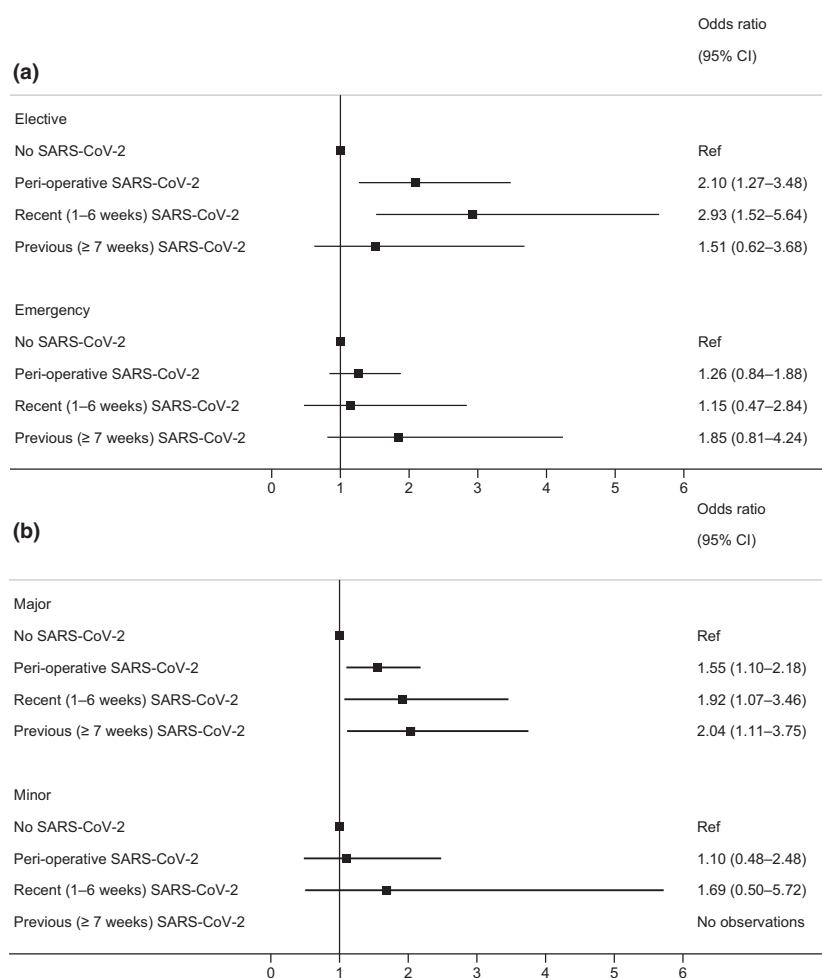 Odds ratio
(95% CI)
(a)
Elective
No SARS-CoV-2 Ref
Peri-operative SARS-CoV-2 2.10 (1.27–3.48)
Recent (1–6 weeks) SARS-CoV-2 2.93 (1.52–5.64)
Previous (≥ 7 weeks) SARS-CoV-2 1.51 (0.62–3.68)
Emergency
No SARS-CoV-2 Ref
Peri-operative SARS-CoV-2 1.26 (0.84–1.88)
Recent (1–6 weeks) SARS-CoV-2 1.15 (0.47–2.84)
Previous (≥ 7 weeks) SARS-CoV-2 1.85 (0.81–4.24)
0 1 2 3 4 5 6
Odds ratio
(b)
(95% CI)
Major
No SARS-CoV-2 Ref
Peri-operative SARS-CoV-2 1.55 (1.10–2.18)
Recent (1–6 weeks) SARS-CoV-2 1.92 (1.07–3.46)
Previous (≥ 7 weeks) SARS-CoV-2 2.04 (1.11–3.75)
Minor
No SARS-CoV-2 Ref
Peri-operative SARS-CoV-2 1.10 (0.48–2.48)
Recent (1–6 weeks) SARS-CoV-2 1.69 (0.50–5.72)
Previous (≥ 7 weeks) SARS-CoV-2 No observations
0 1 2 3 4 5 6